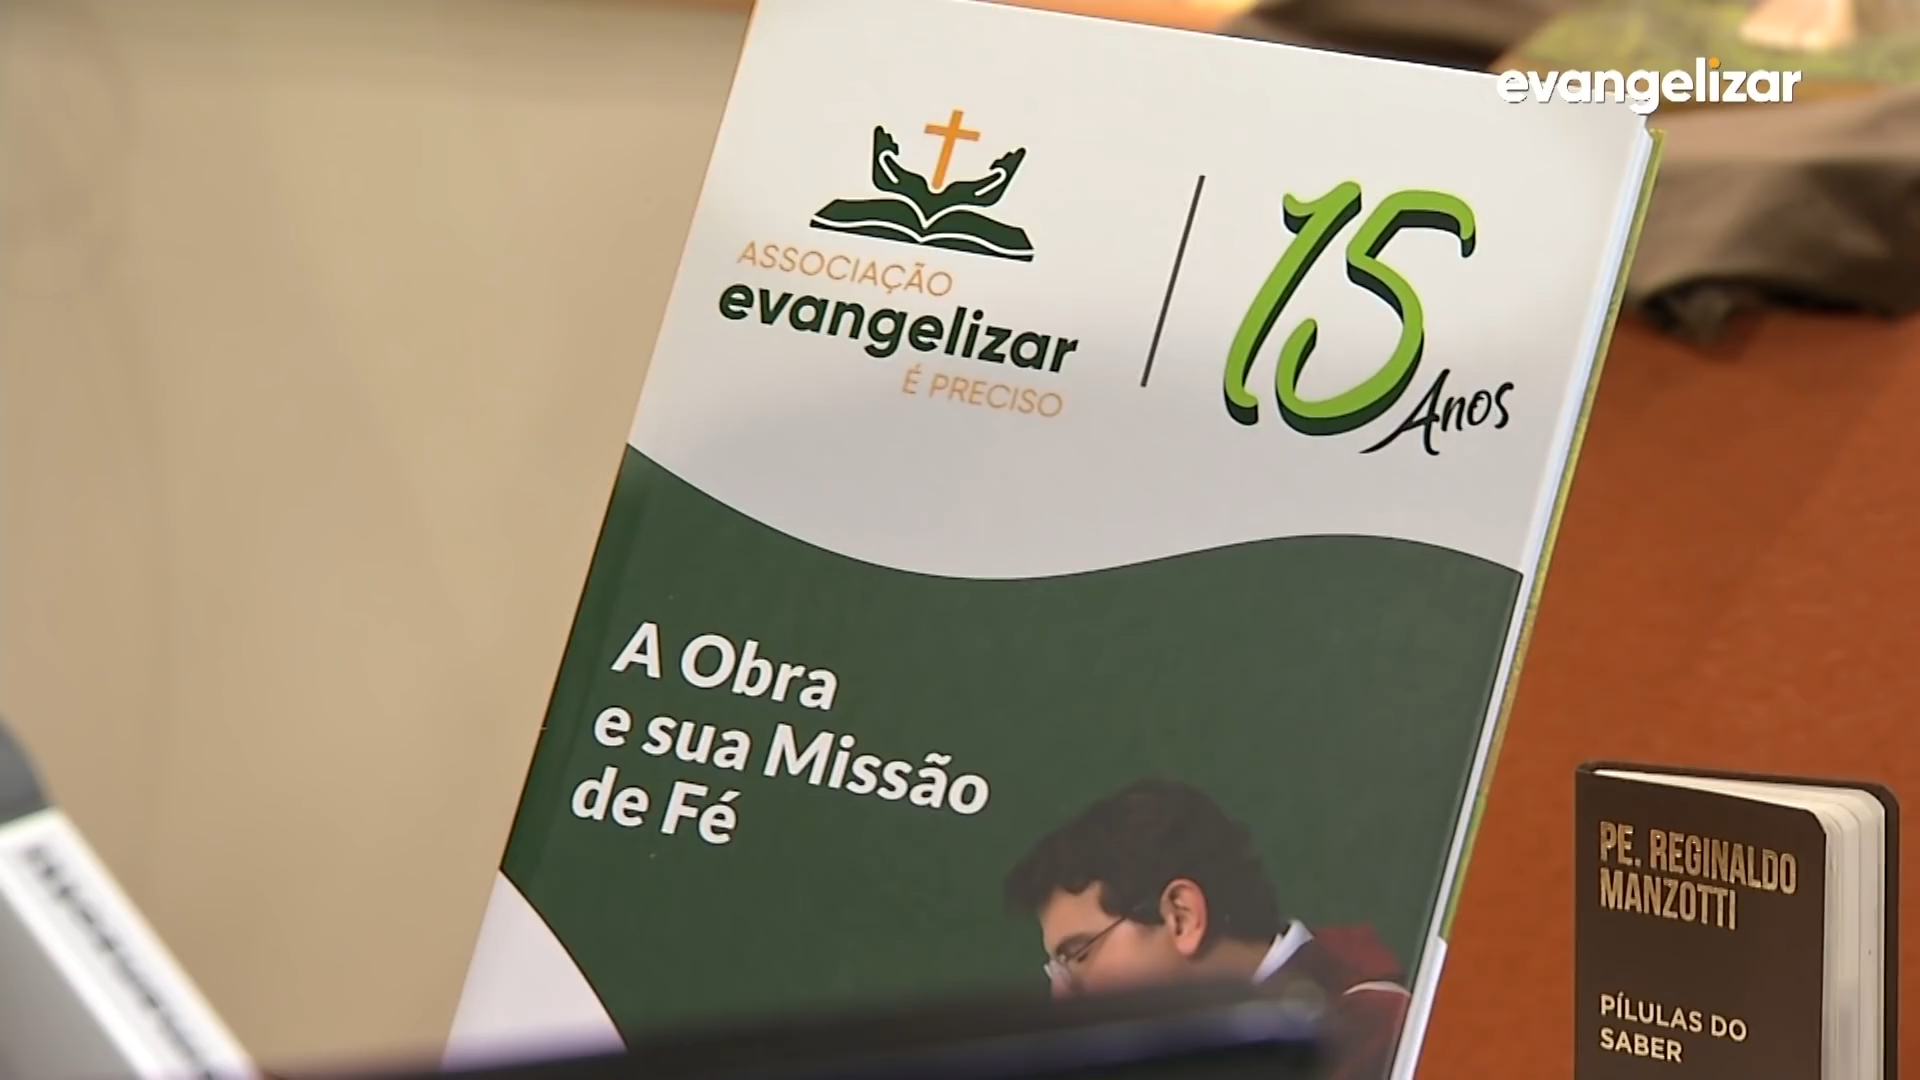 evangelizar
ASSOCIAÇÃO
evangelizar
É PRECISO
15
Anos
A Obra
e sua Missão
de Fé
PE. REGINALDO
MANZOTTI
PÍLULAS DO
SABER